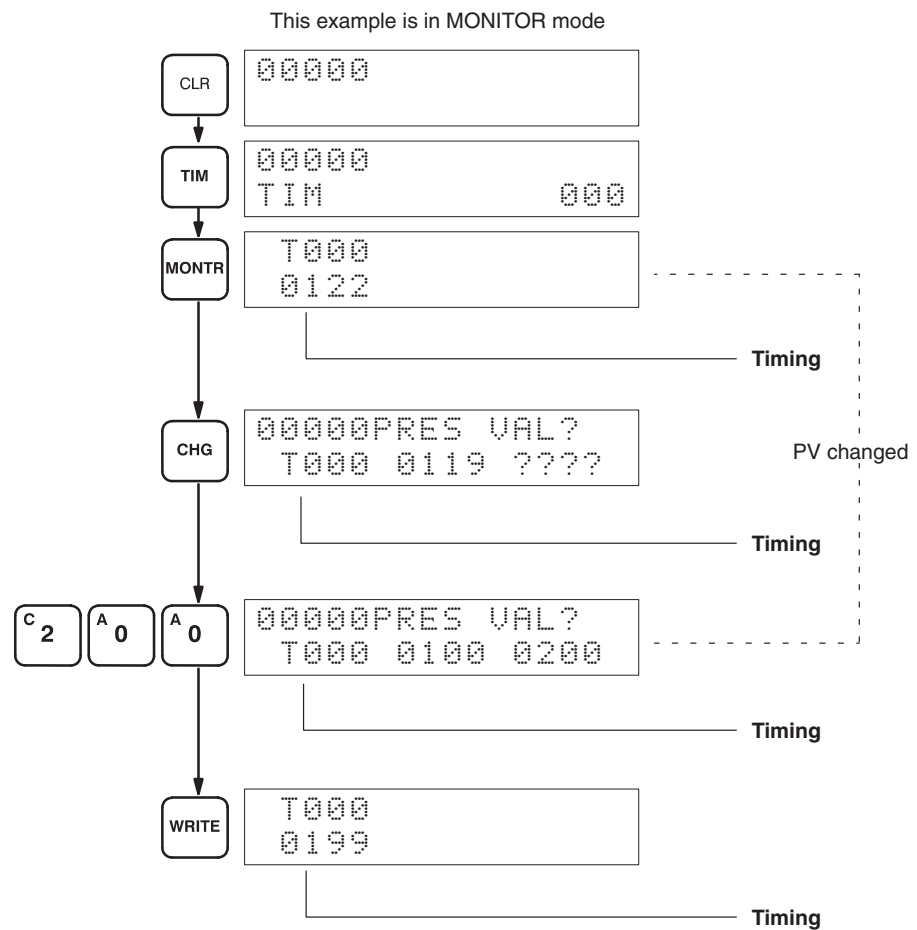 This example is in MONITOR mode
CLR
00000
TIM
00000
TIM 000
MONTR
T000
0122
Timing
CHG
00000PRES VAL?
T000 0119 ????
PV changed
Timing
C 2 A 0 A 0
00000PRES VAL?
T000 0100 0200
Timing
WRITE
T000
0199
Timing